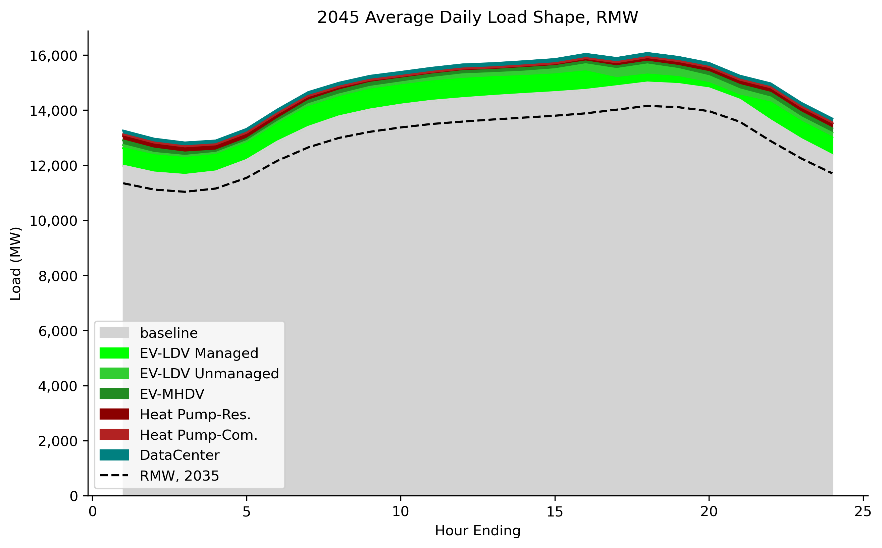 2045 Average Daily Load Shape, RMW
16,000
14,000
12,000
10,000
8,000
6,000
4,000
2,000
0
Load (MW)
baseline
EV-LDV Managed
EV-LDV Unmanaged
EV-MHDV
Heat Pump-Res.
Heat Pump-Com.
DataCenter
RMW, 2035
0 5 10 15 20 25
Hour Ending